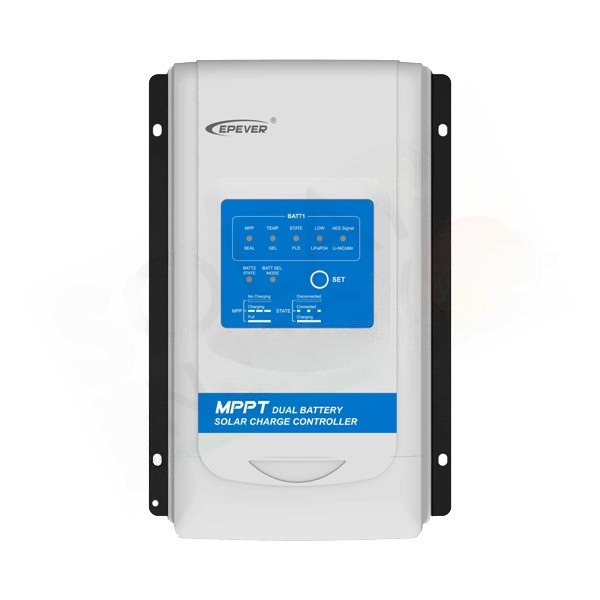 EPEVER ®
BATT1
MPP TEMP. STATE LOW AES Signal
SEAL GEL FLD LiFePO4 Li-NiCoMn
BATT2 STATE BATT SEL. MODE
SET
No Charging Disconnected
MPP Charging STATE Connected
Full Charging
MPPT DUAL BATTERY
SOLAR CHARGE CONTROLLER